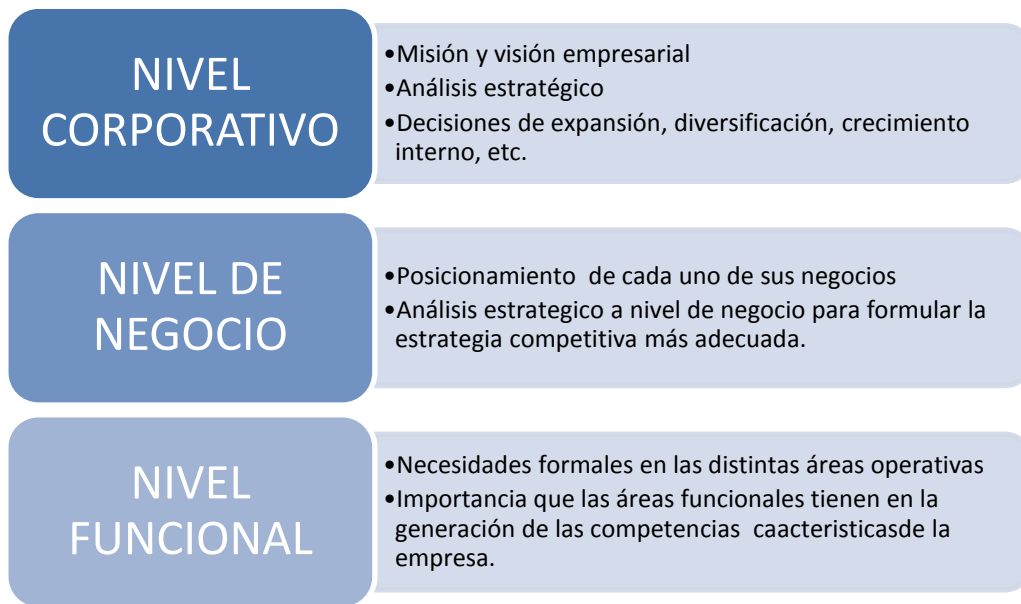 NIVEL
CORPORATIVO
•Misión y visión empresarial
•Análisis estratégico
•Decisiones de expansión, diversificación, crecimiento
interno, etc.
NIVEL DE
NEGOCIO
•Posicionamiento de cada uno de sus negocios
•Análisis estrategico a nivel de negocio para formular la
estrategia competitiva más adecuada.
NIVEL
FUNCIONAL
•Necesidades formales en las distintas áreas operativas
•Importancia que las áreas funcionales tienen en la
generación de las competencias caacteristicasde la
empresa.